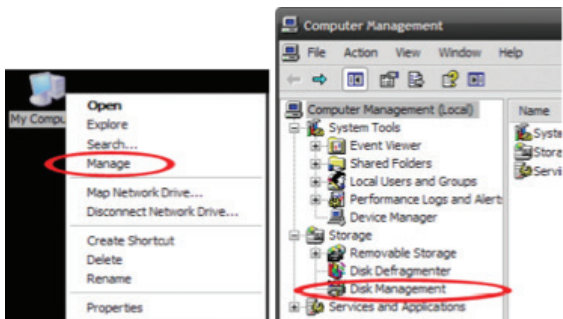 My Compu
Open
Explore
Search...
Manage
Map Network Drive...
Disconnect Network Drive...
Create Shortcut
Delete
Rename
Properties
Computer Management
File Action View Window Help
Computer Management (Local)
System Tools
Event Viewer
Shared Folders
Local Users and Groups
Performance Logs and Alert
Device Manager
Storage
Removable Storage
Disk Defragmenter
Disk Management
Services and Applications
Name
Syste
Stora
Servi